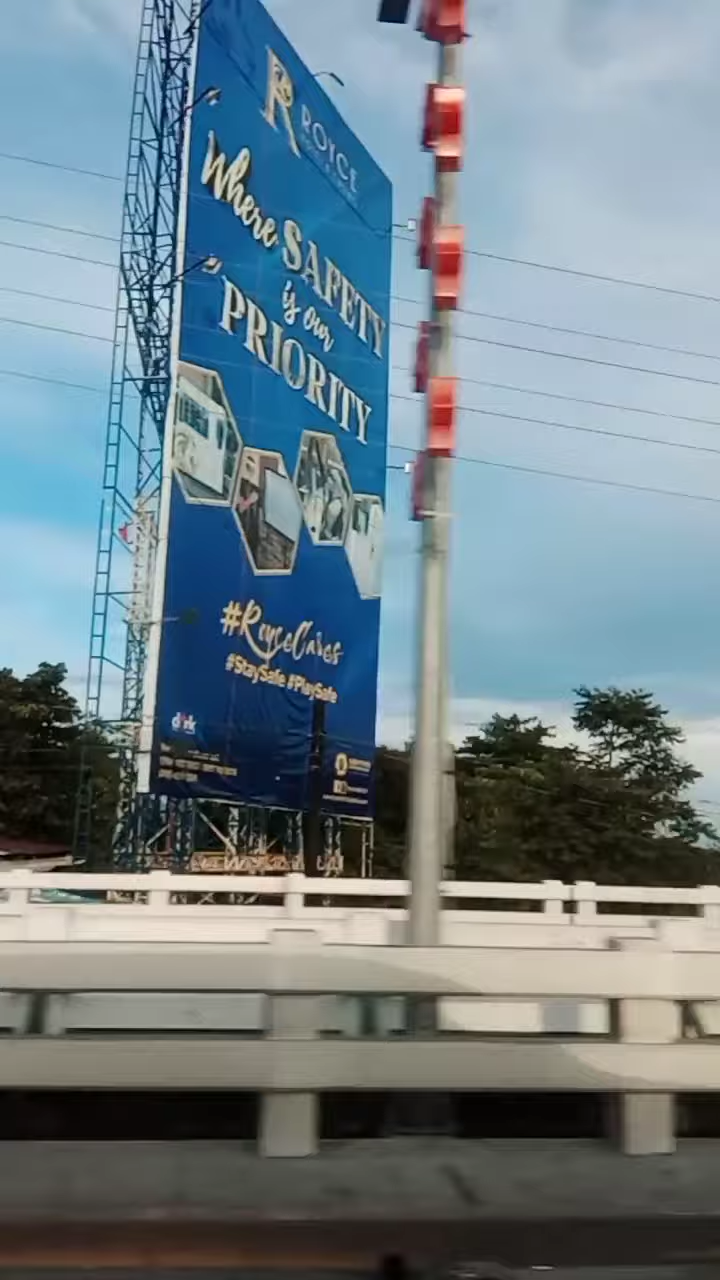 R
ROYCE
Where SAFETY
is our
PRIORITY
#RoyceCares
#StaySafe #PlaySafe